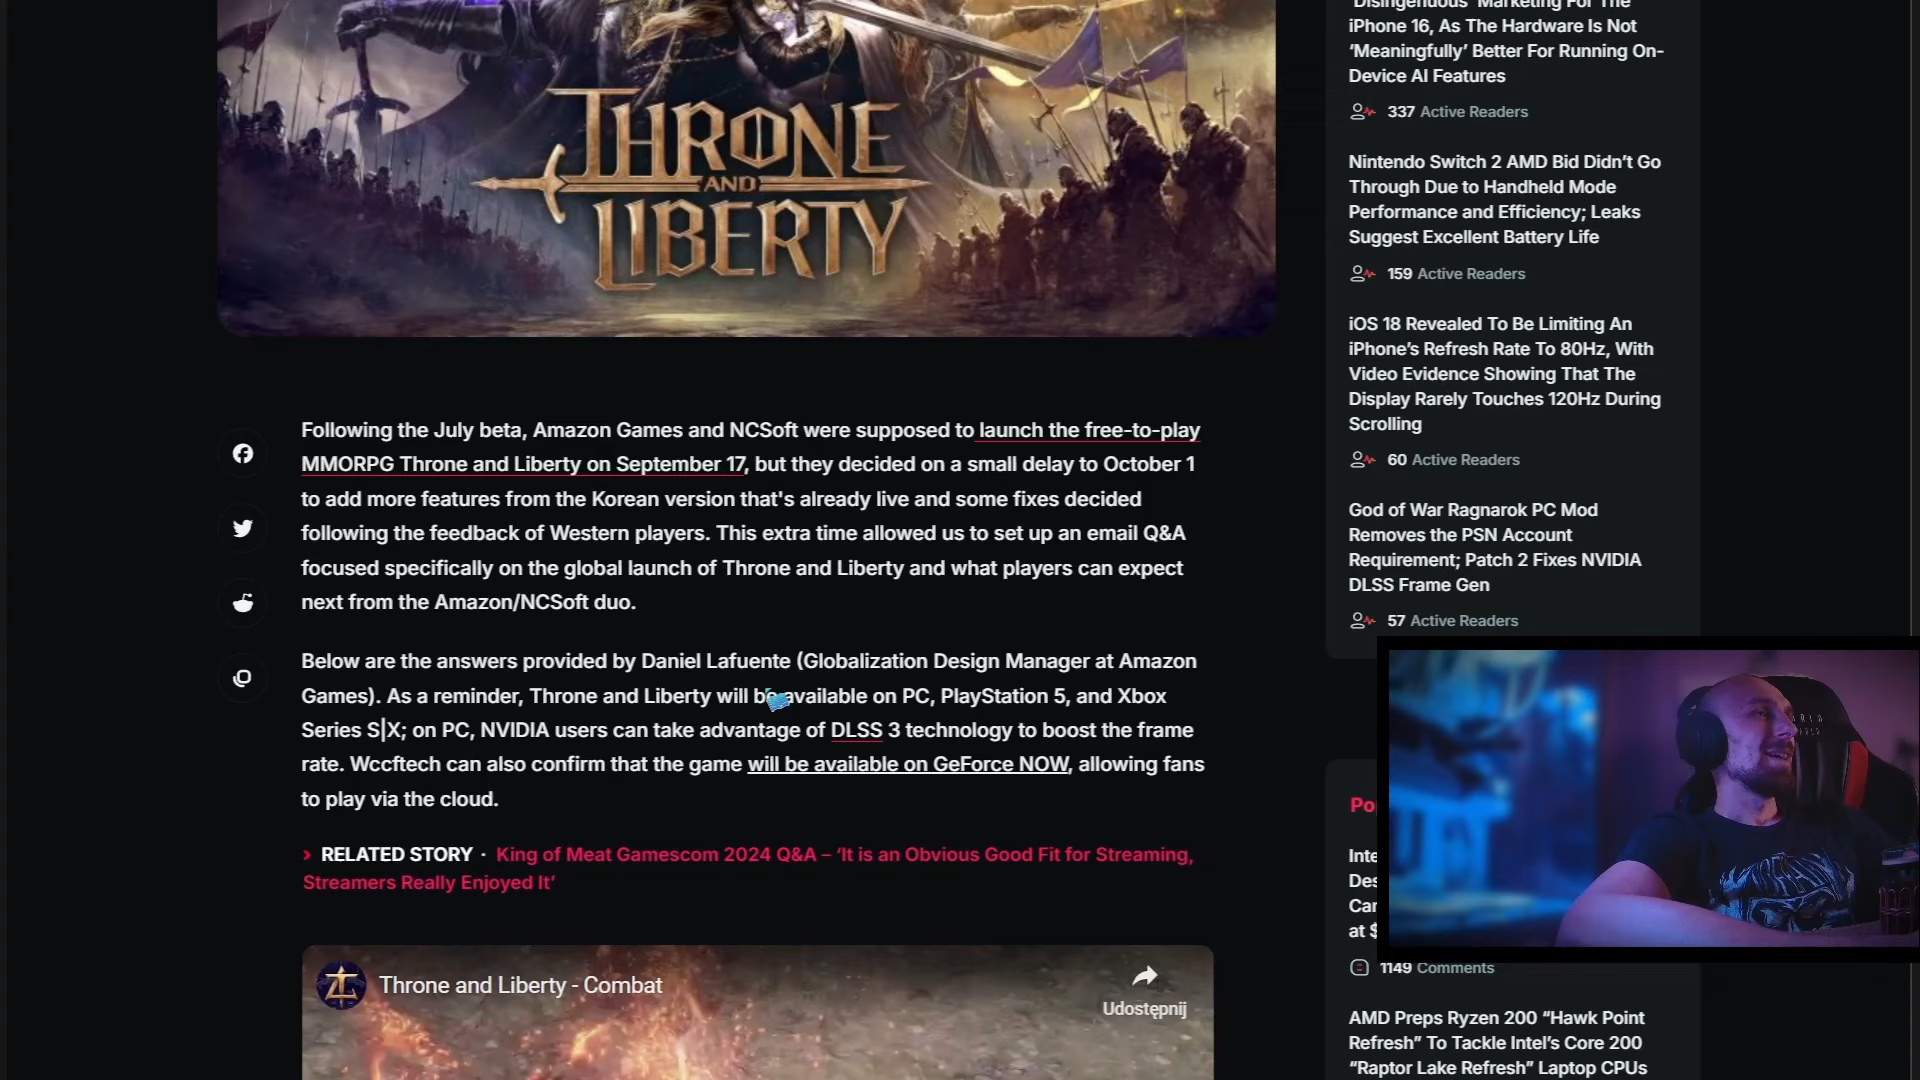 THRONE
AND
LIBERTY
Following the July beta, Amazon Games and NCSoft were supposed to launch the free-to-play
MMORPG Throne and Liberty on September 17, but they decided on a small delay to October 1
to add more features from the Korean version that's already live and some fixes decided
following the feedback of Western players. This extra time allowed us to set up an email Q&A
focused specifically on the global launch of Throne and Liberty and what players can expect
next from the Amazon/NCSoft duo.
Below are the answers provided by Daniel Lafuente (Globalization Design Manager at Amazon
Games). As a reminder, Throne and Liberty will be available on PC, PlayStation 5, and Xbox
Series S|X; on PC, NVIDIA users can take advantage of DLSS 3 technology to boost the frame
rate. Wccftech can also confirm that the game will be available on GeForce NOW, allowing fans
to play via the cloud.
RELATED STORY · King of Meat Gamescom 2024 Q&A – ‘It is an Obvious Good Fit for Streaming,
Streamers Really Enjoyed It’
Throne and Liberty - Combat
Udostępnij
‘Disingenuous’ Marketing For The
iPhone 16, As The Hardware Is Not
‘Meaningfully’ Better For Running On-
Device AI Features
337 Active Readers
Nintendo Switch 2 AMD Bid Didn’t Go
Through Due to Handheld Mode
Performance and Efficiency; Leaks
Suggest Excellent Battery Life
159 Active Readers
iOS 18 Revealed To Be Limiting An
iPhone’s Refresh Rate To 80Hz, With
Video Evidence Showing That The
Display Rarely Touches 120Hz During
Scrolling
60 Active Readers
God of War Ragnarok PC Mod
Removes the PSN Account
Requirement; Patch 2 Fixes NVIDIA
DLSS Frame Gen
57 Active Readers
Po
Inte
Des
Car
at $
1149 Comments
AMD Preps Ryzen 200 “Hawk Point
Refresh” To Tackle Intel’s Core 200
“Raptor Lake Refresh” Laptop CPUs